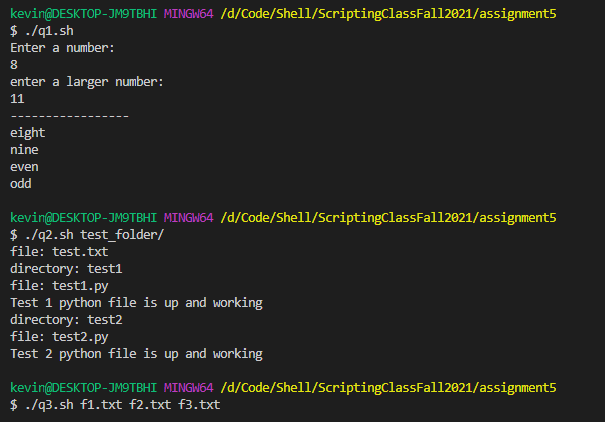 kevin@DESKTOP-JM9TBHI MINGW64 /d/Code/Shell/ScriptingClassFall2021/assignment5
$ ./q1.sh
Enter a number:
8
enter a larger number:
11
-----------------
eight
nine
even
odd
kevin@DESKTOP-JM9TBHI MINGW64 /d/Code/Shell/ScriptingClassFall2021/assignment5
$ ./q2.sh test_folder/
file: test.txt
directory: test1
file: test1.py
Test 1 python file is up and working
directory: test2
file: test2.py
Test 2 python file is up and working
kevin@DESKTOP-JM9TBHI MINGW64 /d/Code/Shell/ScriptingClassFall2021/assignment5
$ ./q3.sh f1.txt f2.txt f3.txt